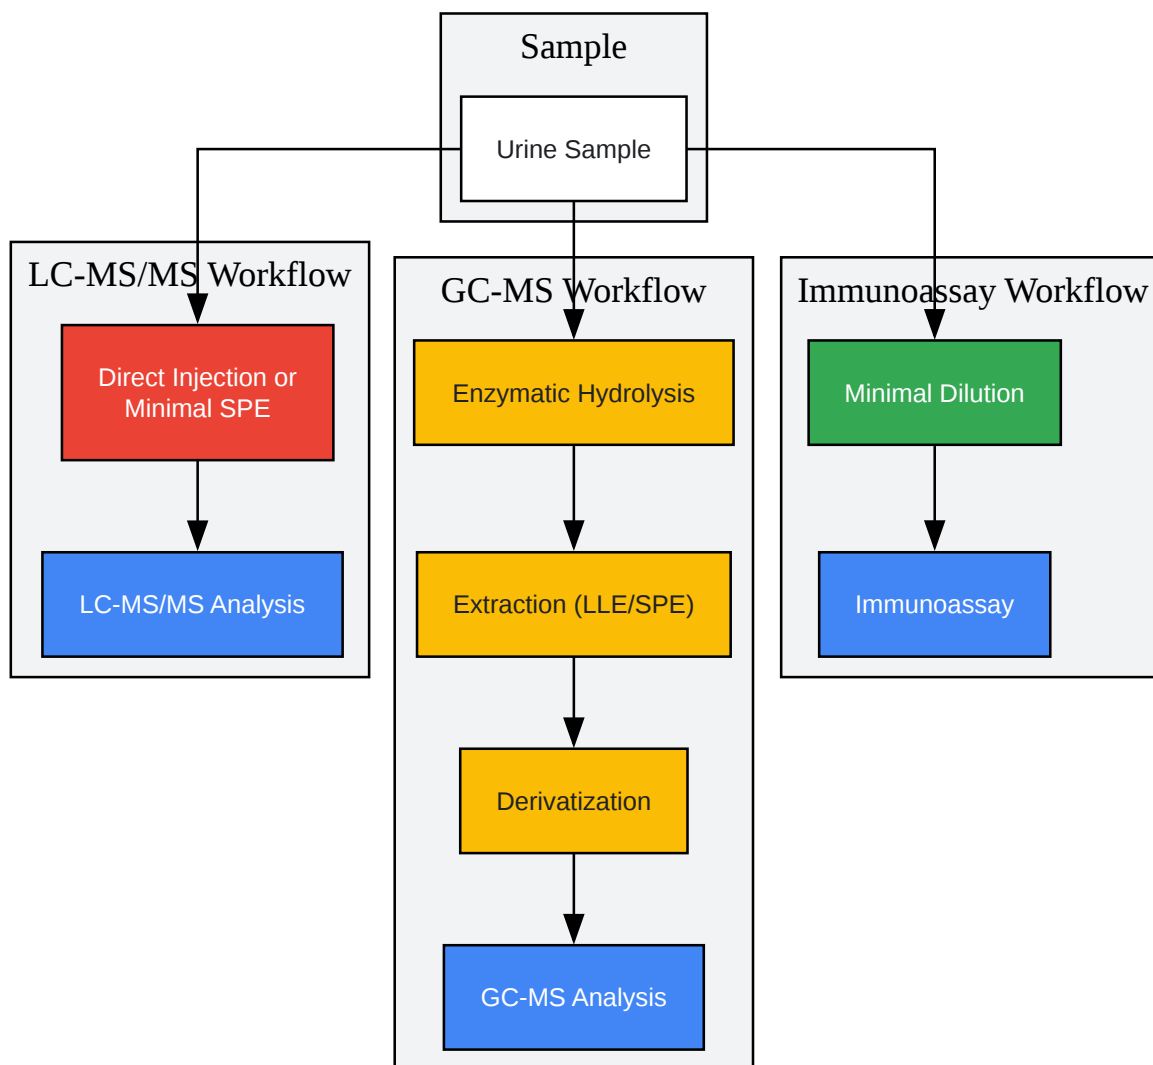 Sample
Urine Sample
LC-MS/MS Workflow
Direct Injection or
Minimal SPE
LC-MS/MS Analysis
GC-MS Workflow
Enzymatic Hydrolysis
Extraction (LLE/SPE)
Derivatization
GC-MS Analysis
Immunoassay Workflow
Minimal Dilution
Immunoassay